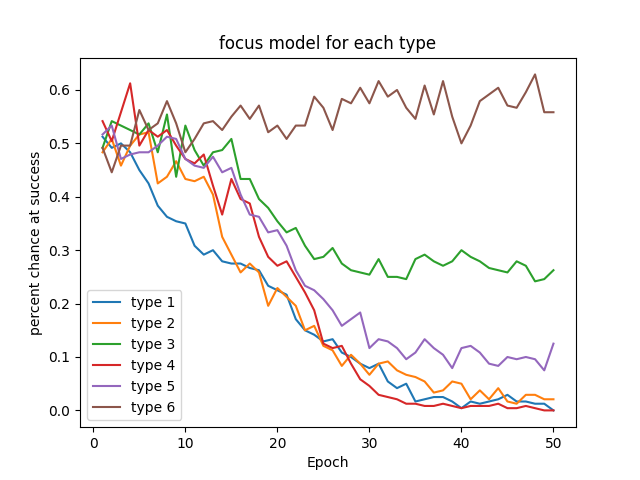 focus model for each type
percent chance at success
0.6
0.5
0.4
0.3
0.2
0.1
0.0
type 1
type 2
type 3
type 4
type 5
type 6
0 10 20 30 40 50
Epoch